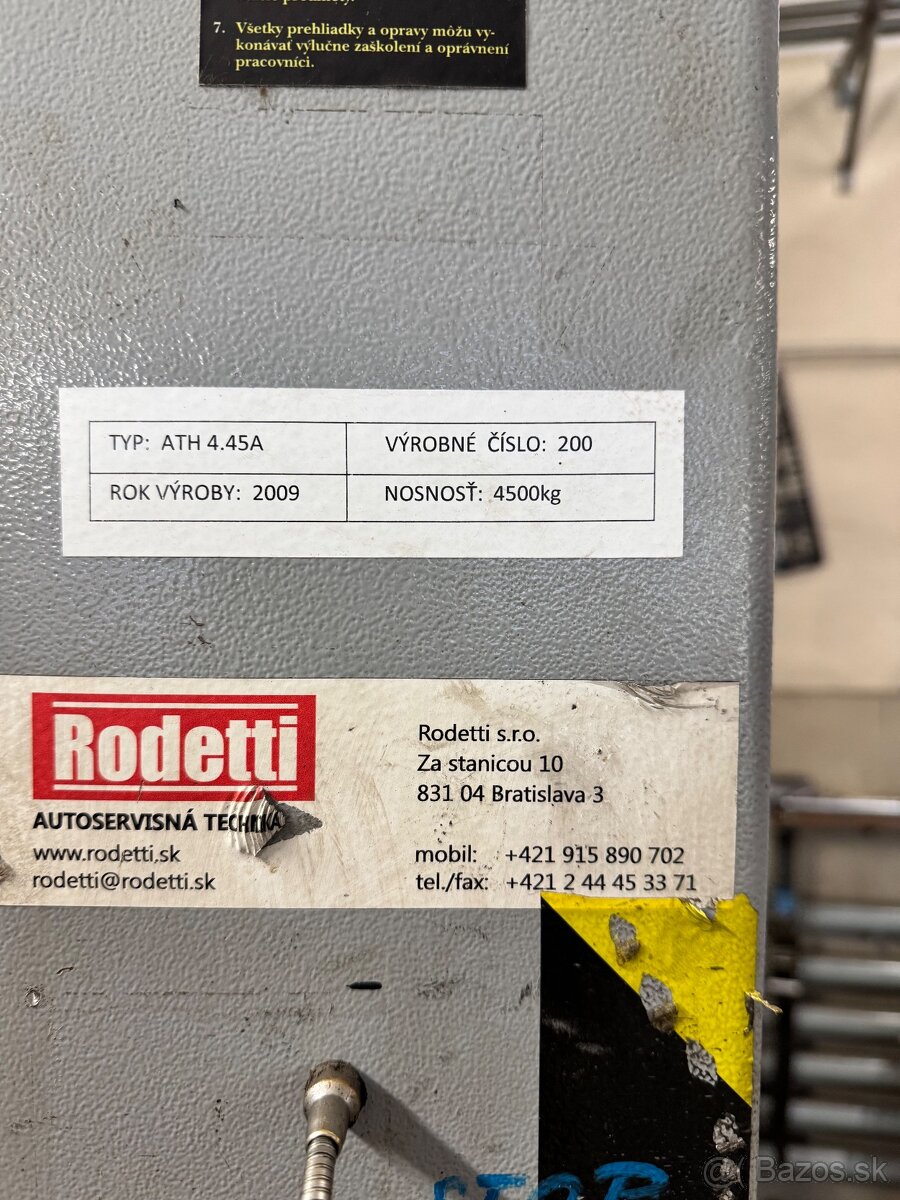 7. Všetky prehliadky a opravy môžu vy-
konávať výlučne zaškolení a oprávnení
pracovníci.
TYP: ATH 4.45A
VÝROBNÉ ČÍSLO: 200
ROK VÝROBY: 2009
NOSNOSŤ: 4500kg
Rodetti
AUTOSERVISNÁ TECHNIKA
www.rodetti.sk
rodetti@rodetti.sk
Rodetti s.r.o.
Za stanicou 10
831 04 Bratislava 3
mobil: +421 915 890 702
tel./fax: +421 2 44 45 33 71
Bazos.sk